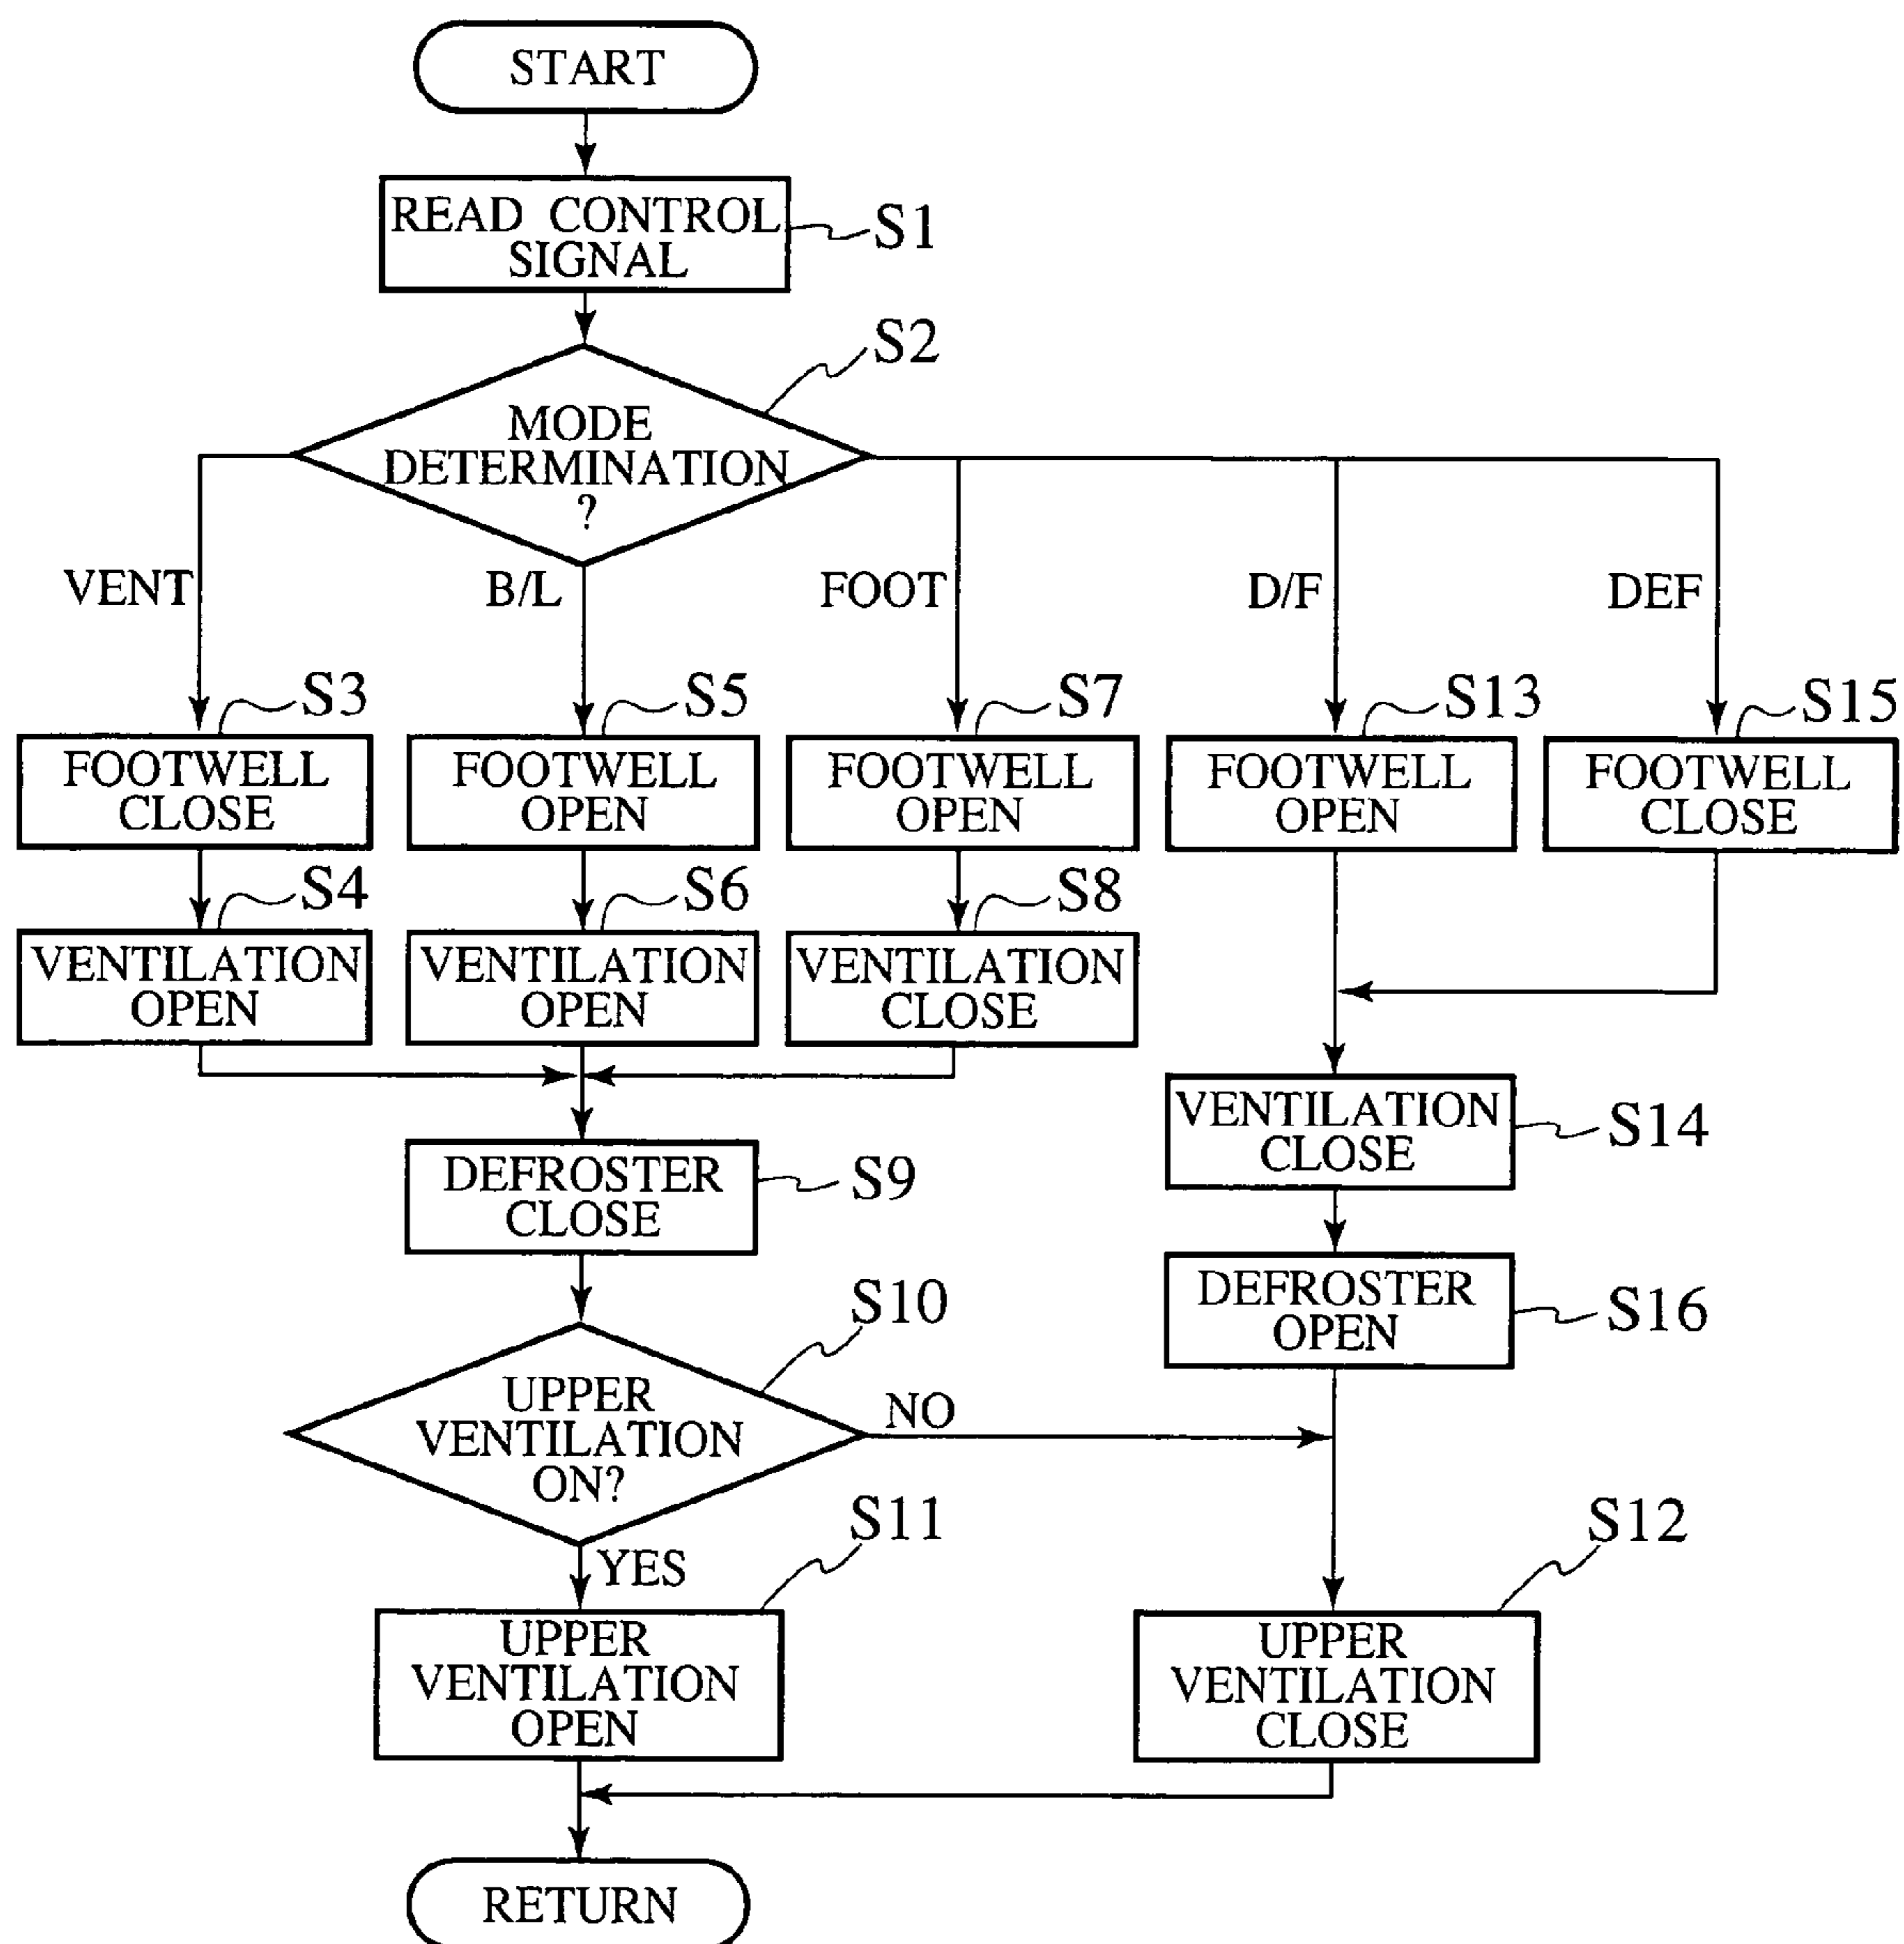 START
READ CONTROL
SIGNAL
S1
S2
MODE
DETERMINATION
?
VENT
B/L
FOOT
D/F
DEF
S3
S5
S7
S13
S15
FOOTWELL
CLOSE
FOOTWELL
OPEN
FOOTWELL
OPEN
FOOTWELL
OPEN
FOOTWELL
CLOSE
S4
S6
S8
VENTILATION
OPEN
VENTILATION
OPEN
VENTILATION
CLOSE
VENTILATION
CLOSE
S14
DEFROSTER
CLOSE
S9
DEFROSTER
OPEN
S16
S10
UPPER
VENTILATION
ON?
NO
YES
S11
S12
UPPER
VENTILATION
OPEN
UPPER
VENTILATION
CLOSE
RETURN